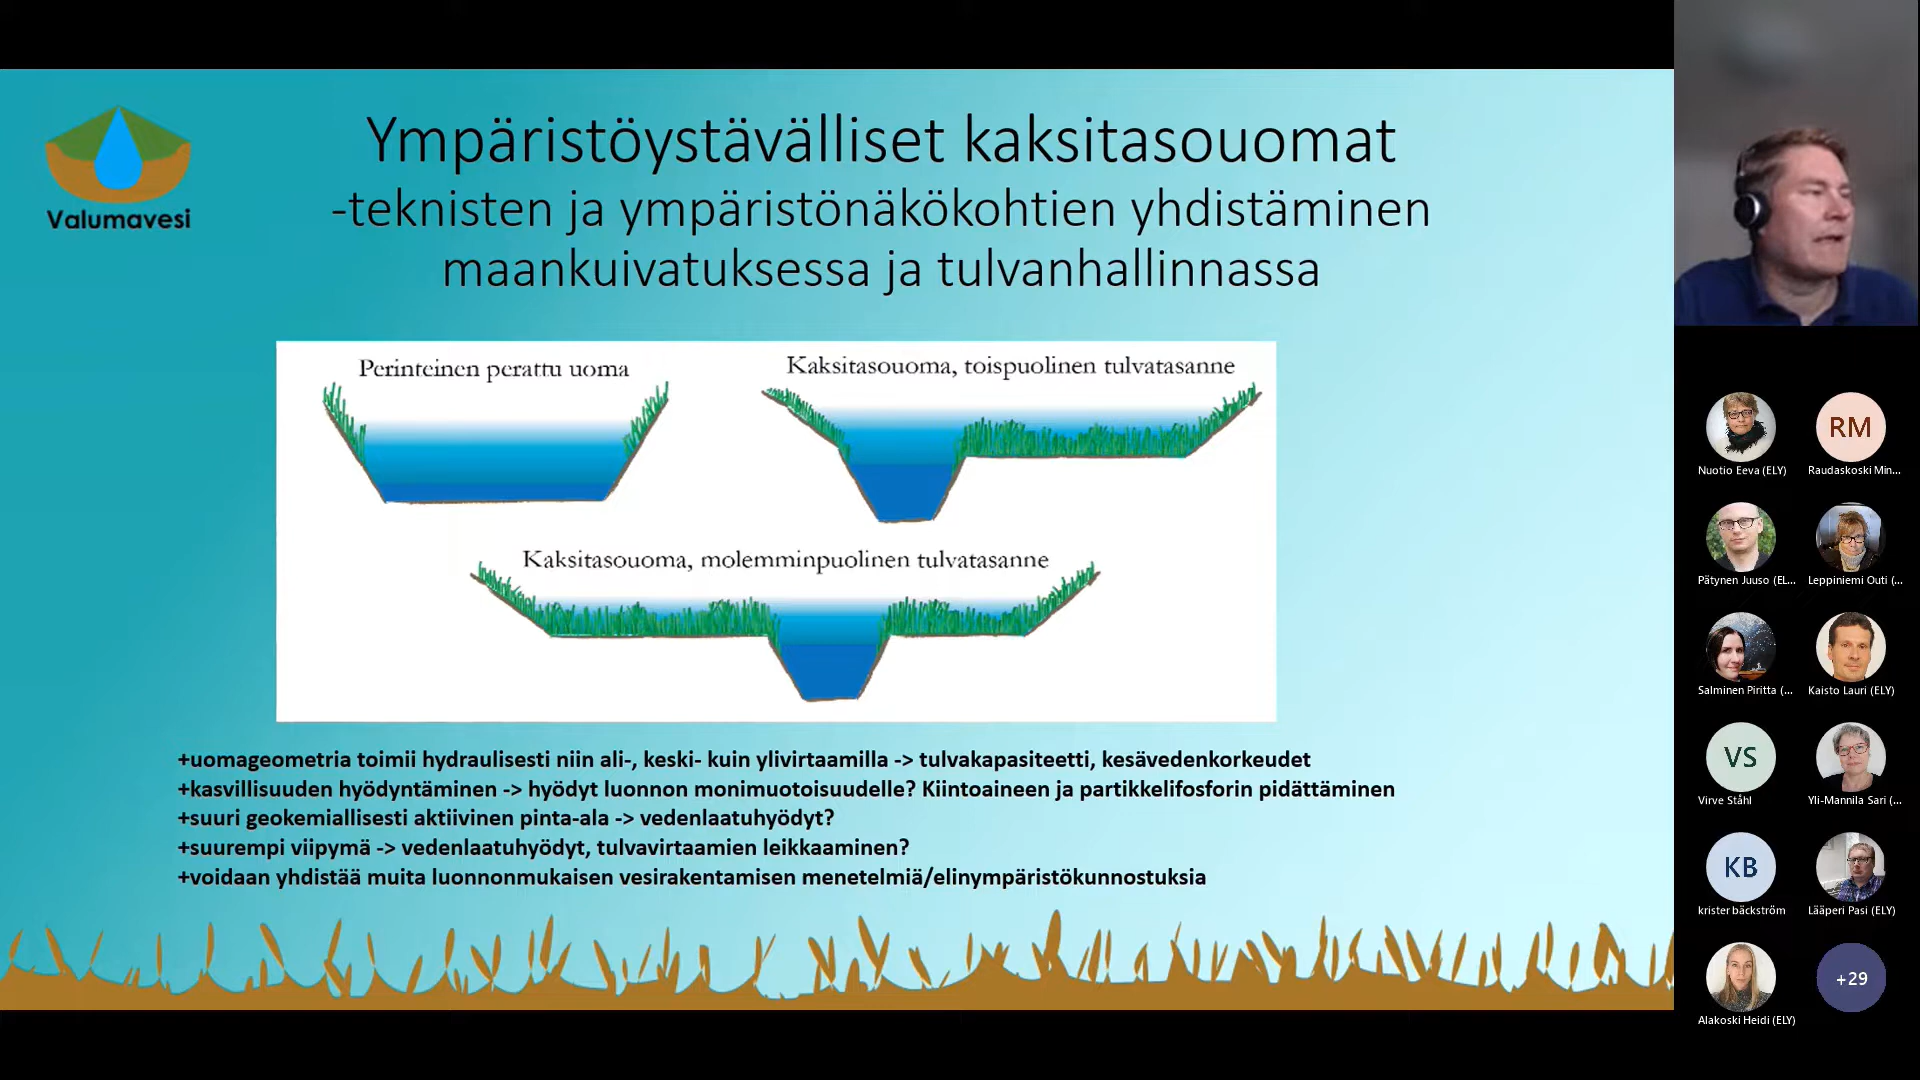 Valumavesi
Ympäristöystävälliset kaksitasouomat
-teknisten ja ympäristönäkökohtien yhdistäminen
maankuivatuksessa ja tulvanhallinnassa
Perinteinen perattu uoma
Kaksitasouoma, toispuolinen tulvatasanne
Kaksitasouoma, molemminpuolinen tulvatasanne
+uomageometria toimii hydraulisesti niin ali-, keski- kuin ylivirtaamilla -> tulvakapasiteetti, kesävedenkorkeudet
+kasvillisuuden hyödyntäminen -> hyödyt luonnon monimuotoisuudelle? Kiintoaineen ja partikkelifosforin pidättäminen
+suuri geokemiallisesti aktiivinen pinta-ala -> vedenlaatuhyödyt?
+suurempi viipymä -> vedenlaatuhyödyt, tulvavirtaamien leikkaaminen?
+voidaan yhdistää muita luonnonmukaisen vesirakentamisen menetelmiä/elinympäristökunnostuksia
RM
Nuotio Eeva (ELY)
Raudaskoski Min...
Pätynen Juuso (EL...
Leppiniemi Outi (...
Salminen Piritta (...
Kaisto Lauri (ELY)
VS
Virve Ståhl
Yli-Mannila Sari (...
KB
krister bäckström
Lääperi Pasi (ELY)
+29
Alakoski Heidi (ELY)